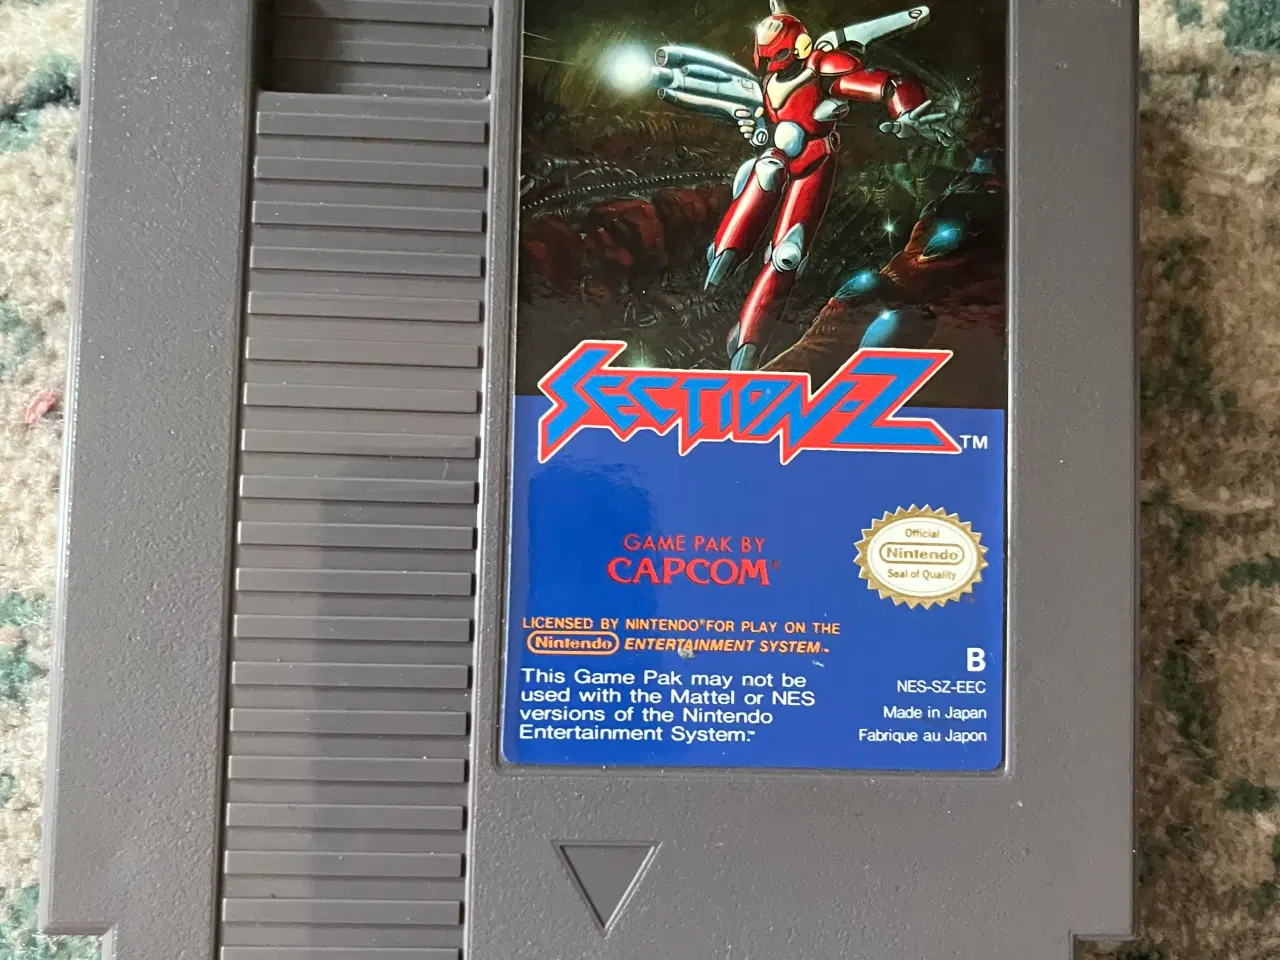 SECTION-Z™
GAME PAK BY
CAPCOM®
Official
Nintendo
Seal of Quality
LICENSED BY NINTENDO® FOR PLAY ON THE
Nintendo ENTERTAINMENT SYSTEM™
This Game Pak may not be
used with the Mattel or NES
versions of the Nintendo
Entertainment System.™
B
NES-SZ-EEC
Made in Japan
Fabrique au Japon